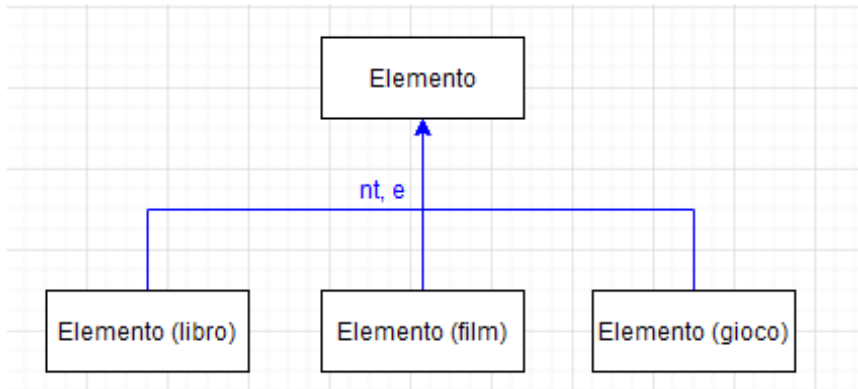 Elemento
nt, e
Elemento (libro)
Elemento (film)
Elemento (gioco)